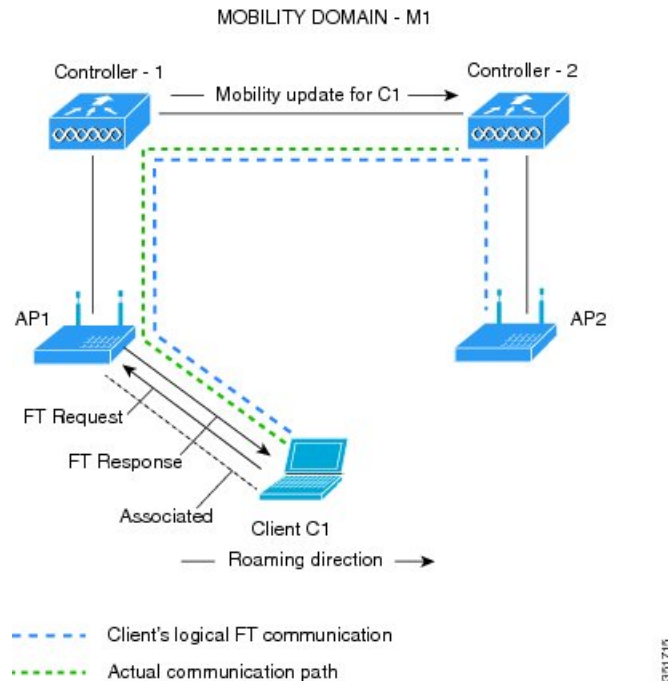 MOBILITY DOMAIN - M1
Controller - 1
Controller - 2
Mobility update for C1
AP1
AP2
FT Request
FT Response
Associated
Client C1
Roaming direction
Client's logical FT communication
Actual communication path